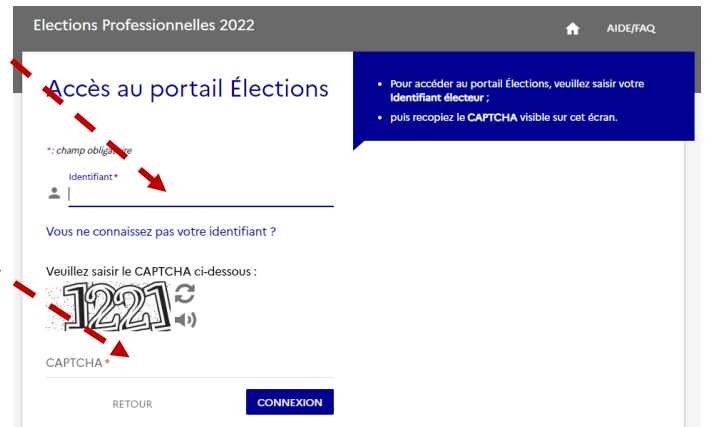 Elections Professionnelles 2022
AIDE/FAQ
Accès au portail Élections
• Pour accéder au portail Élections, veuillez saisir votre
Identifiant électeur ;
• puis recopiez le CAPTCHA visible sur cet écran.
*: champ obligatoire
Identifiant*
Vous ne connaissez pas votre identifiant ?
Veuillez saisir le CAPTCHA ci-dessous :
1221
CAPTCHA*
RETOUR
CONNEXION